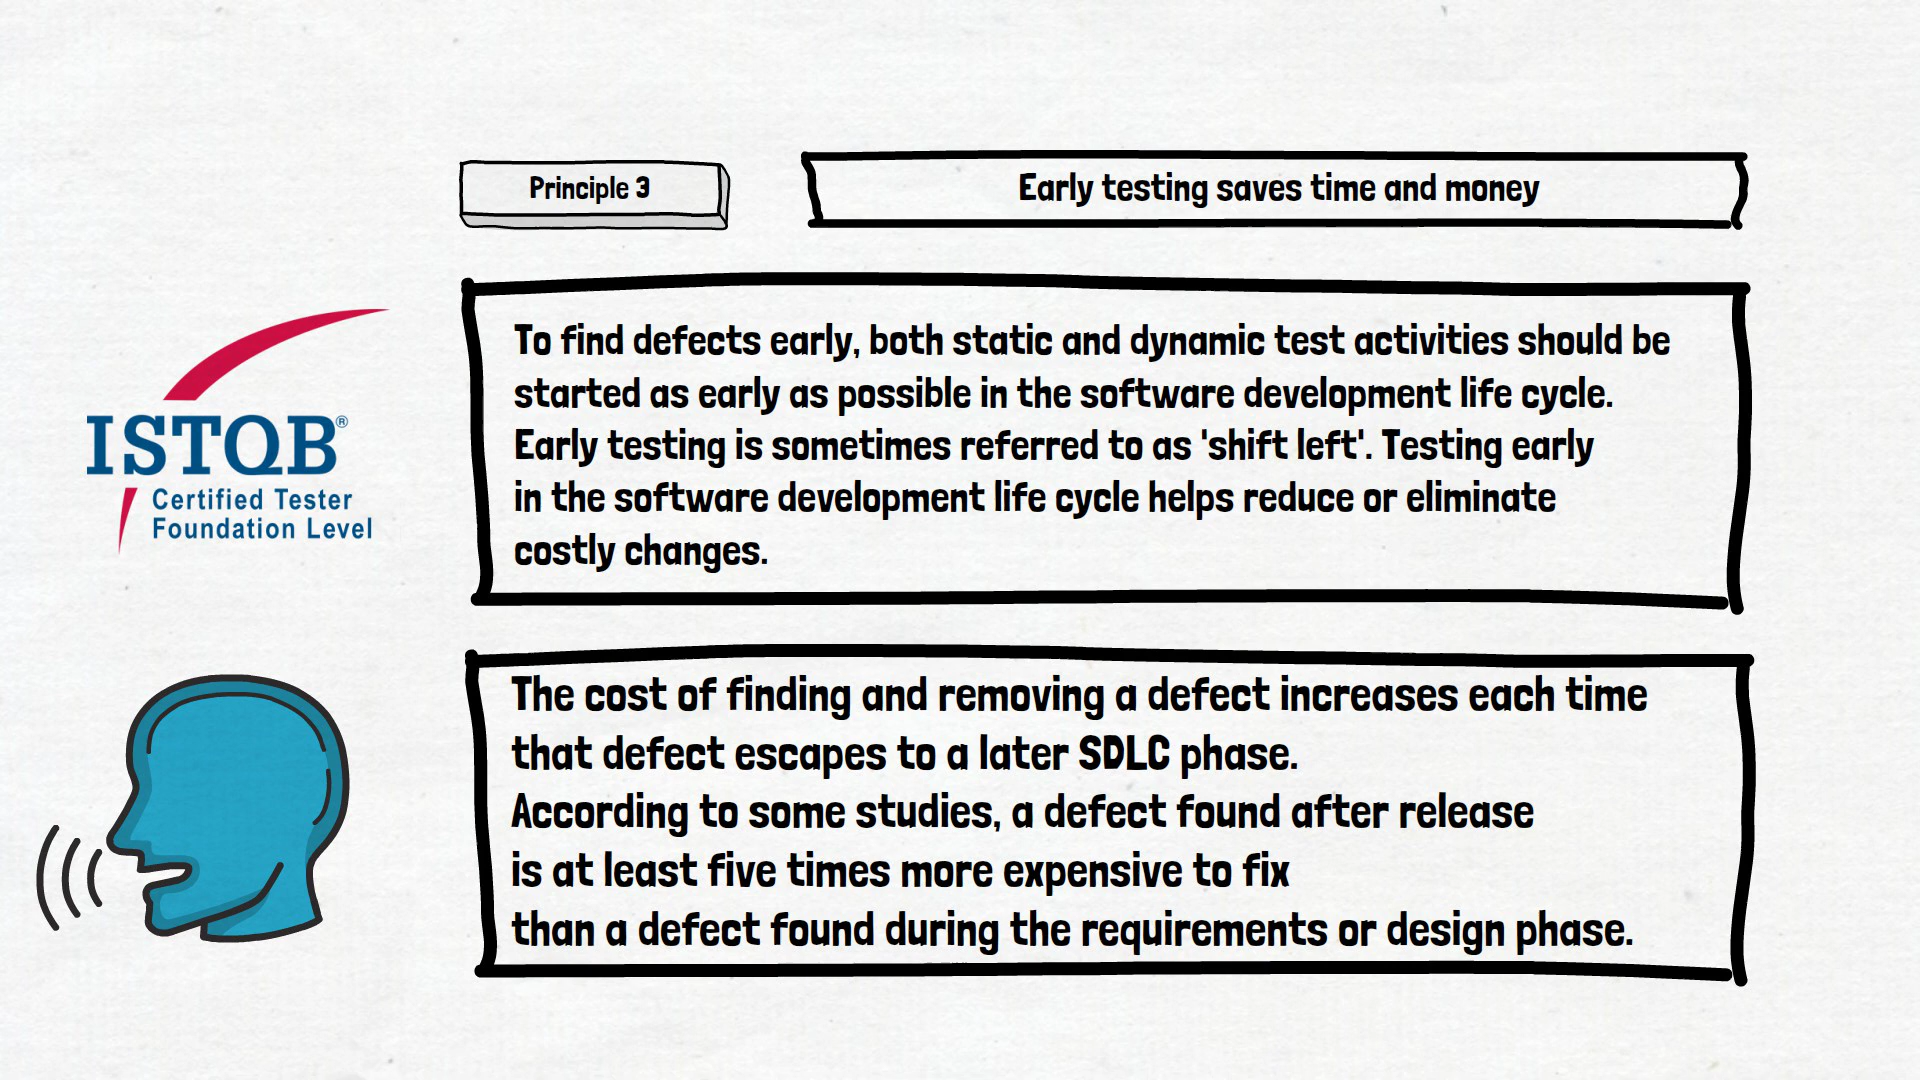 Principle 3
Early testing saves time and money
To find defects early, both static and dynamic test activities should be
started as early as possible in the software development life cycle.
Early testing is sometimes referred to as 'shift left'. Testing early
in the software development life cycle helps reduce or eliminate
costly changes.
ISTQB®
Certified Tester
Foundation Level
The cost of finding and removing a defect increases each time
that defect escapes to a later SDLC phase.
According to some studies, a defect found after release
is at least five times more expensive to fix
than a defect found during the requirements or design phase.